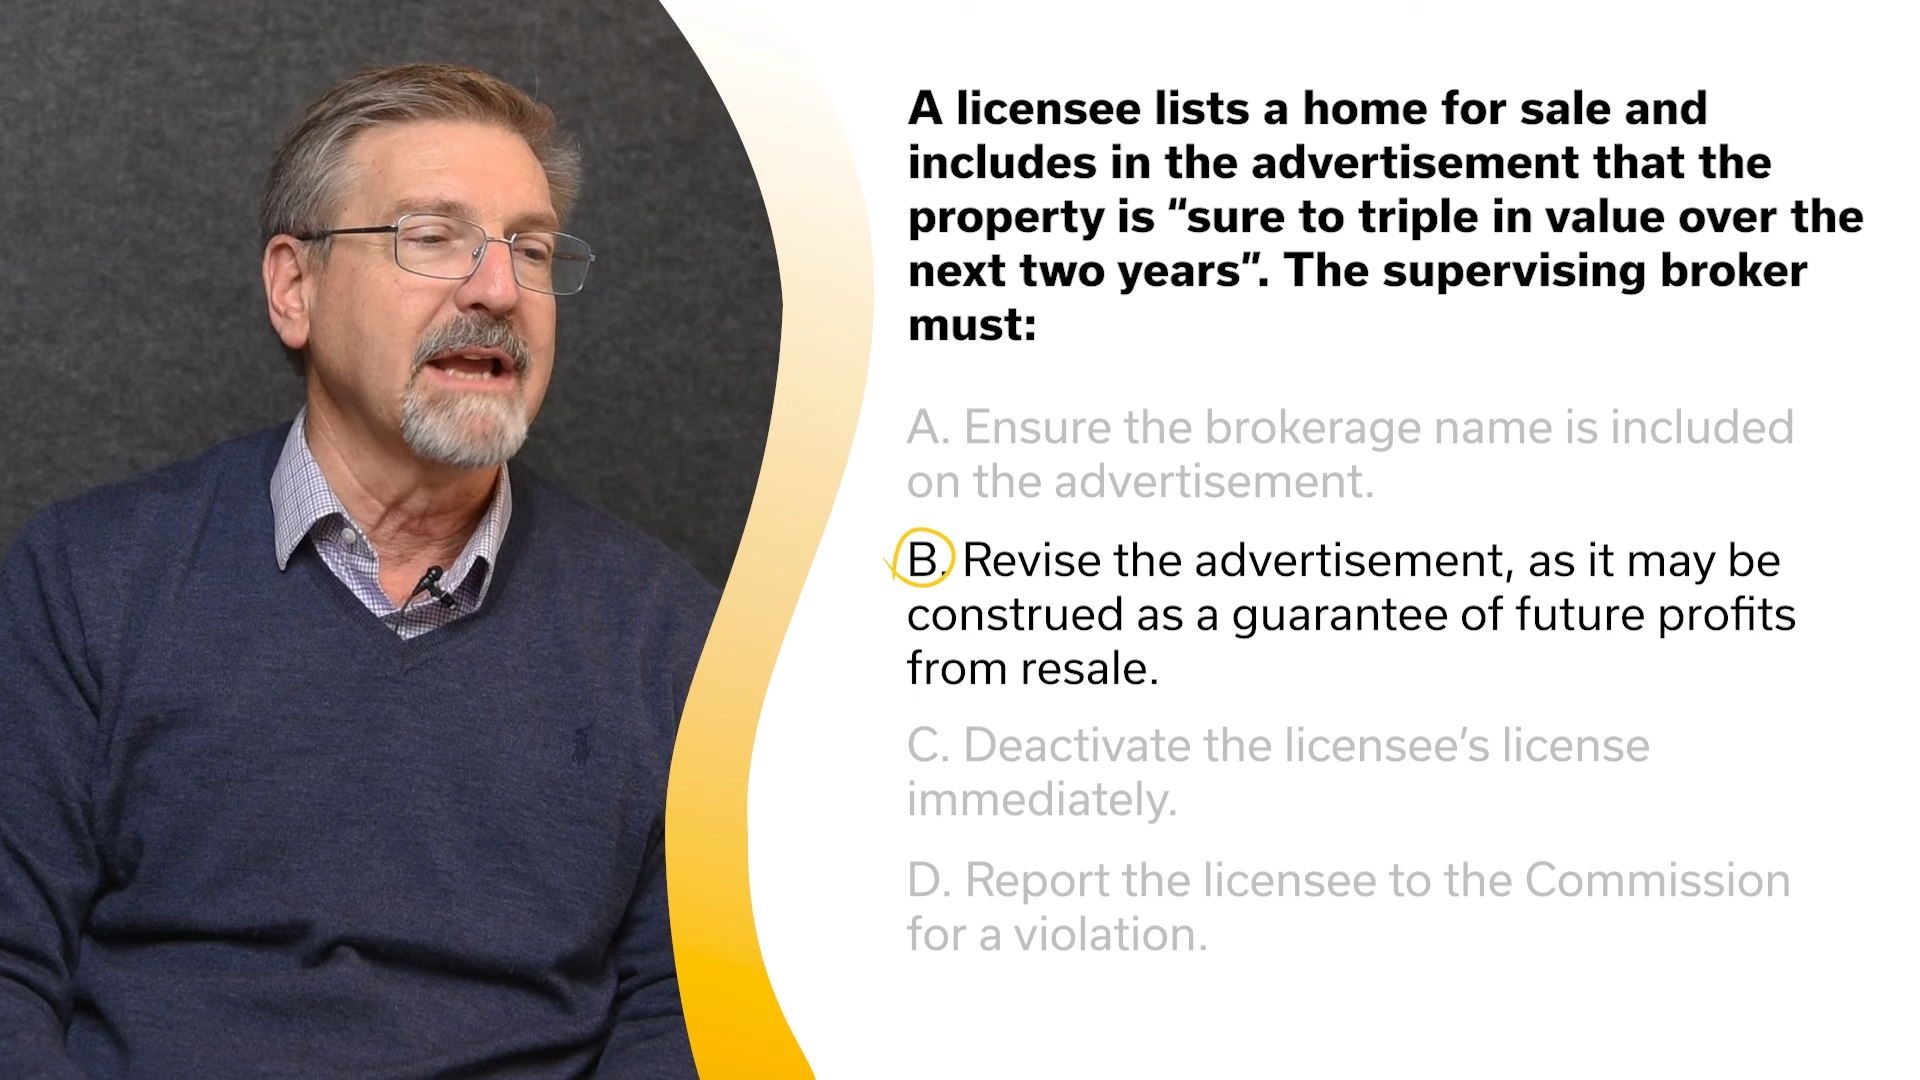 A licensee lists a home for sale and
includes in the advertisement that the
property is “sure to triple in value over the
next two years”. The supervising broker
must:
A. Ensure the brokerage name is included
on the advertisement.
B. Revise the advertisement, as it may be
construed as a guarantee of future profits
from resale.
C. Deactivate the licensee’s license
immediately.
D. Report the licensee to the Commission
for a violation.